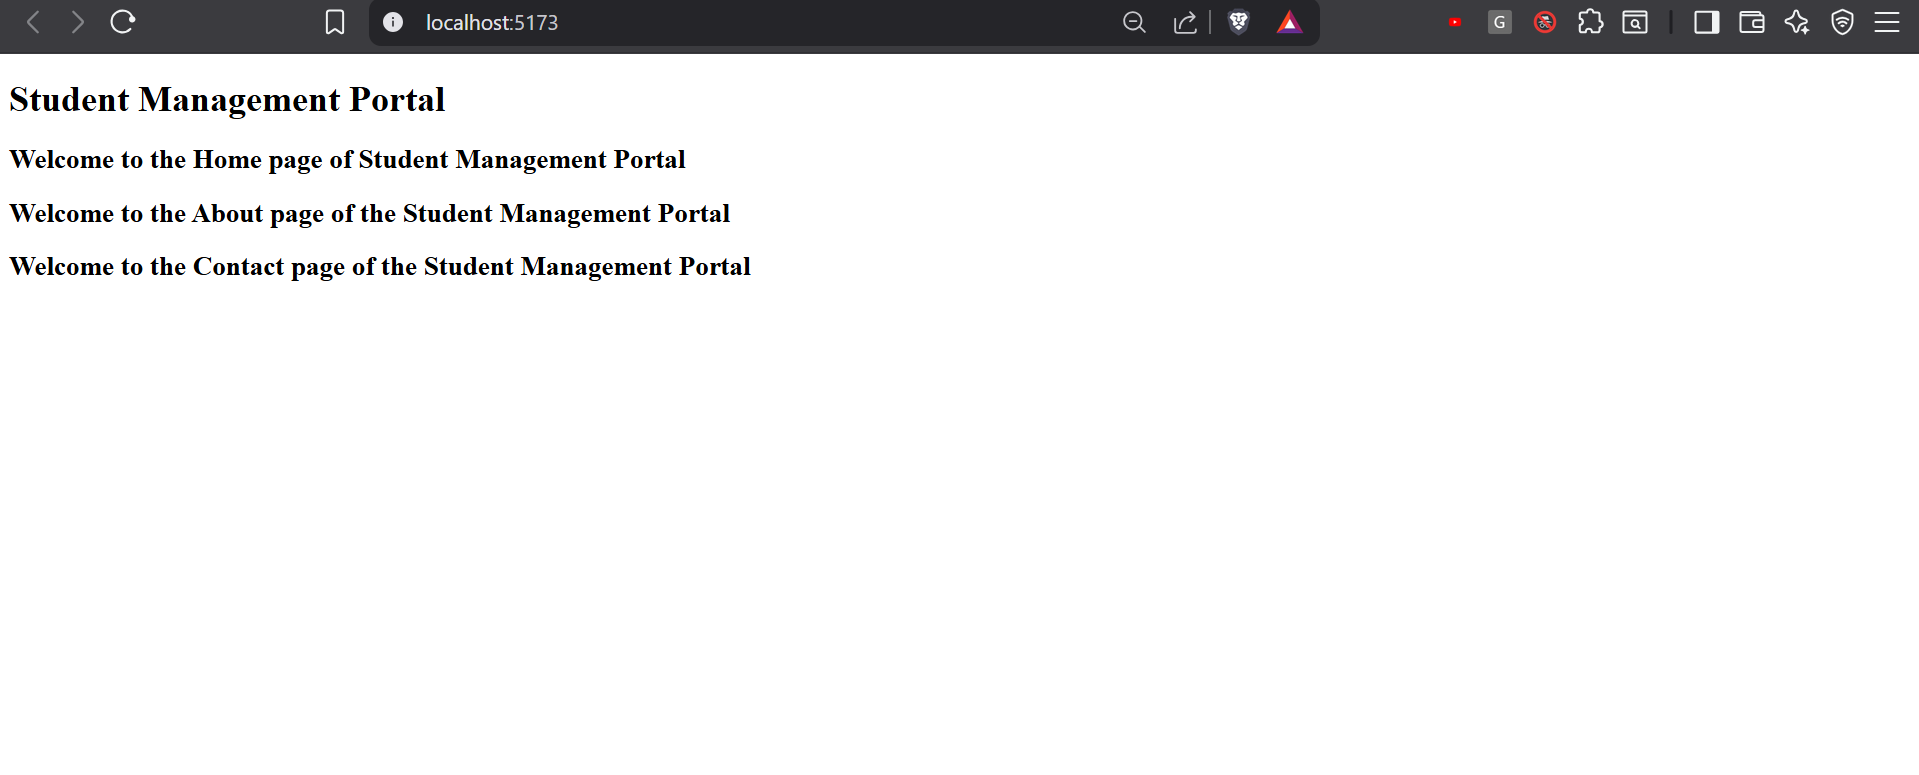 localhost:5173
G
Student Management Portal
Welcome to the Home page of Student Management Portal
Welcome to the About page of the Student Management Portal
Welcome to the Contact page of the Student Management Portal